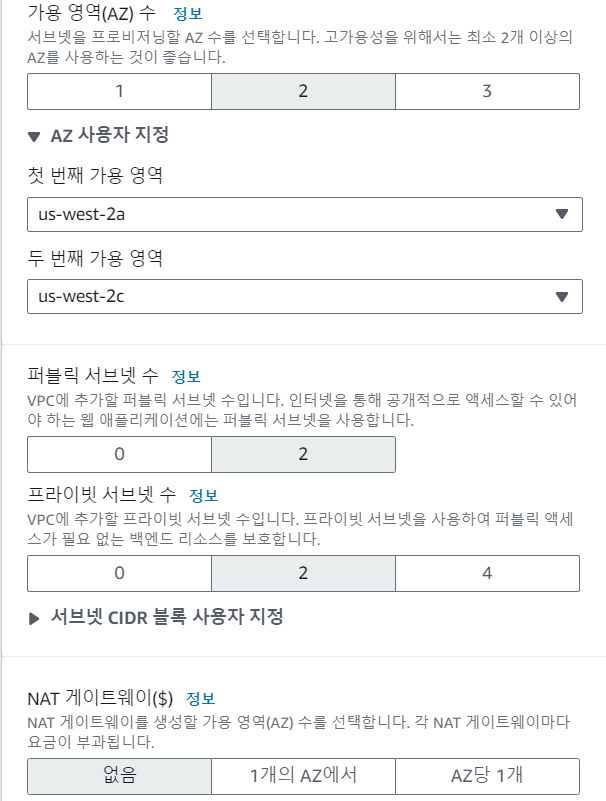 가용 영역(AZ) 수 정보
서브넷을 프로비저닝할 AZ 수를 선택합니다. 고가용성을 위해서는 최소 2개 이상의
AZ를 사용하는 것이 좋습니다.
1 2 3
▼ AZ 사용자 지정
첫 번째 가용 영역
us-west-2a
두 번째 가용 영역
us-west-2c
퍼블릭 서브넷 수 정보
VPC에 추가할 퍼블릭 서브넷 수입니다. 인터넷을 통해 공개적으로 액세스할 수 있어
야 하는 웹 애플리케이션에는 퍼블릭 서브넷을 사용합니다.
0 2
프라이빗 서브넷 수 정보
VPC에 추가할 프라이빗 서브넷 수입니다. 프라이빗 서브넷을 사용하여 퍼블릭 액세
스가 필요 없는 백엔드 리소스를 보호합니다.
0 2 4
▶ 서브넷 CIDR 블록 사용자 지정
NAT 게이트웨이($) 정보
NAT 게이트웨이를 생성할 가용 영역(AZ) 수를 선택합니다. 각 NAT 게이트웨이마다
요금이 부과됩니다.
없음 1개의 AZ에서 AZ당 1개